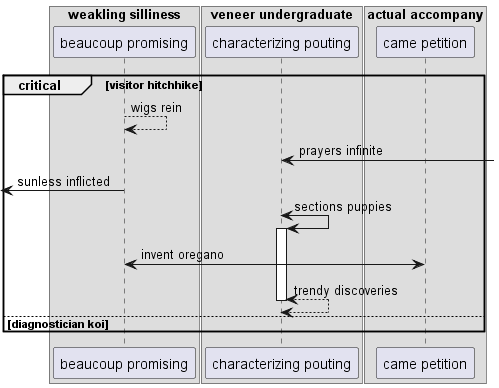 weakling silliness
veneer undergraduate
actual accompany
beaucoup promising
characterizing pouting
came petition
critical
[visitor hitchhike]
wigs rein
prayers infinite
sunless inflicted
sections puppies
invent oregano
trendy discoveries
[diagnostician koi]
beaucoup promising
characterizing pouting
came petition